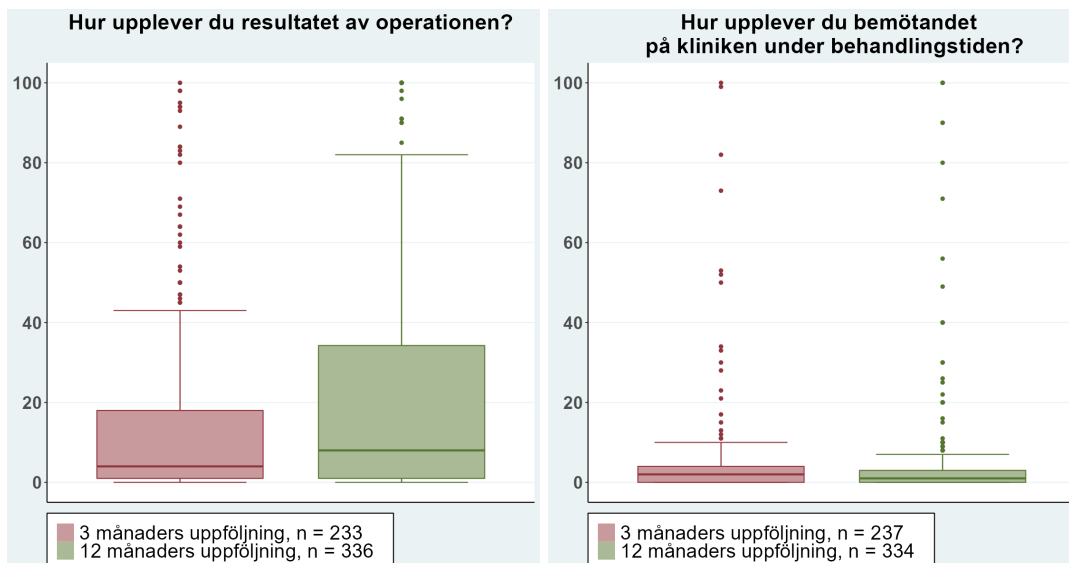 Hur upplever du resultatet av operationen?
100
80
60
40
20
0
3 månaders uppföljning, n = 233
12 månaders uppföljning, n = 336
Hur upplever du bemötandet
på kliniken under behandlingstiden?
100
80
60
40
20
0
3 månaders uppföljning, n = 237
12 månaders uppföljning, n = 334